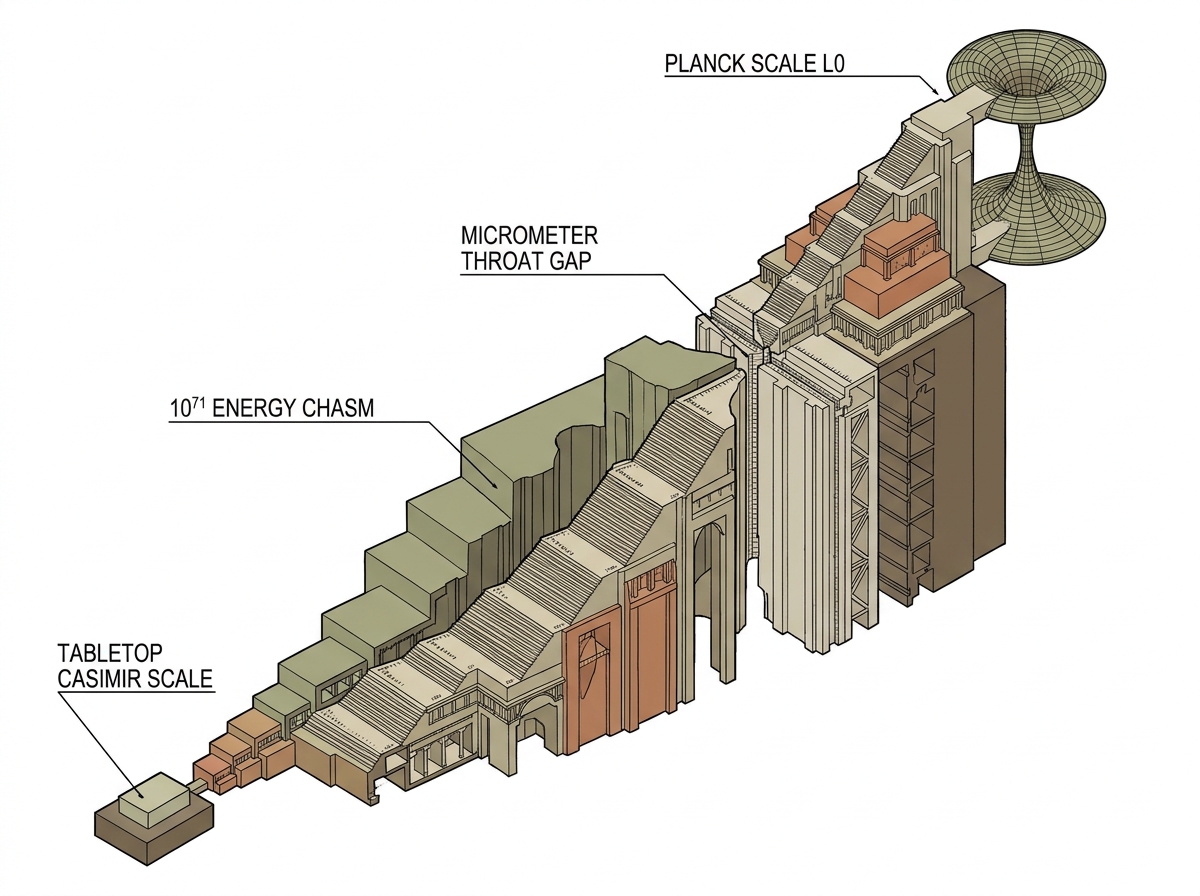 PLANCK SCALE L0
MICROMETER
THROAT GAP
10⁷¹ ENERGY CHASM
TABLETOP
CASIMIR SCALE